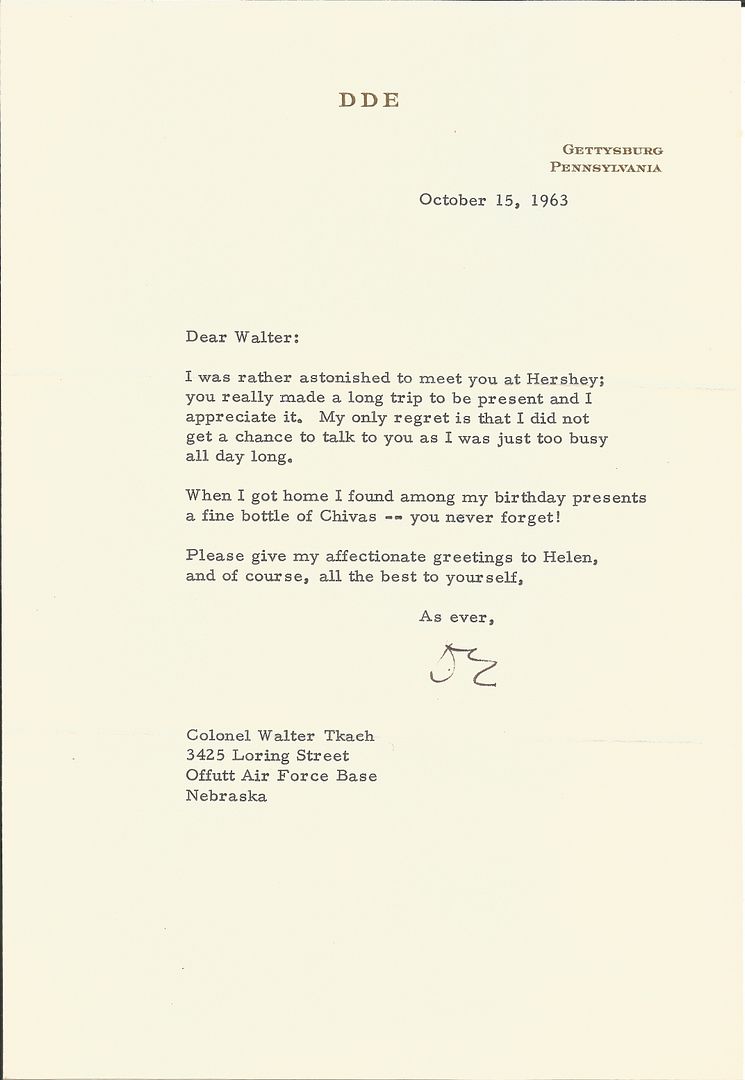 DDE
GETTYSBURG
PENNSYLVANIA
October 15, 1963
Dear Walter:
I was rather astonished to meet you at Hershey;
you really made a long trip to be present and I
appreciate it. My only regret is that I did not
get a chance to talk to you as I was just too busy
all day long.
When I got home I found among my birthday presents
a fine bottle of Chivas -- you never forget!
Please give my affectionate greetings to Helen,
and of course, all the best to yourself,
As ever,
DE
Colonel Walter Tkach
3425 Loring Street
Offutt Air Force Base
Nebraska